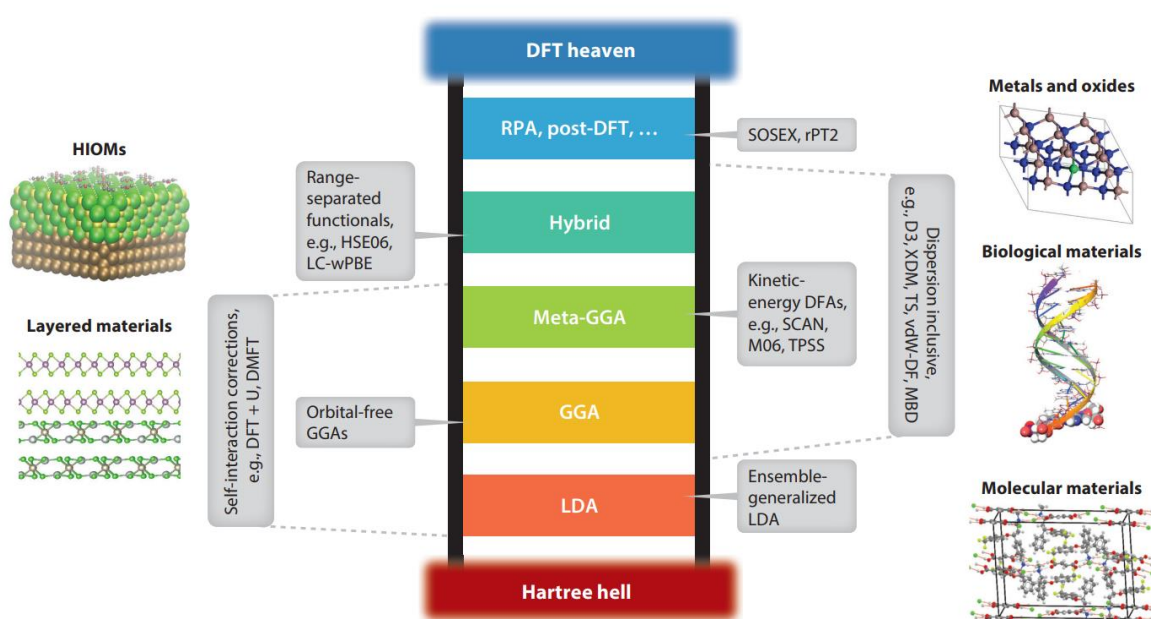 DFT heaven
RPA, post-DFT, ...
SOSEX, rPT2
Metals and oxides
HIOMs
Range-
separated
functionals,
e.g., HSE06,
LC-wPBE
Hybrid
Dispersion inclusive,
e.g., D3, XDM, TS, vdW-DF, MBD
Biological materials
Layered materials
Self-interaction corrections,
e.g., DFT + U, DMFT
Meta-GGA
Kinetic-
energy DFAs,
e.g., SCAN,
M06, TPSS
Orbital-free
GGAs
GGA
LDA
Ensemble-
generalized
LDA
Molecular materials
Hartree hell